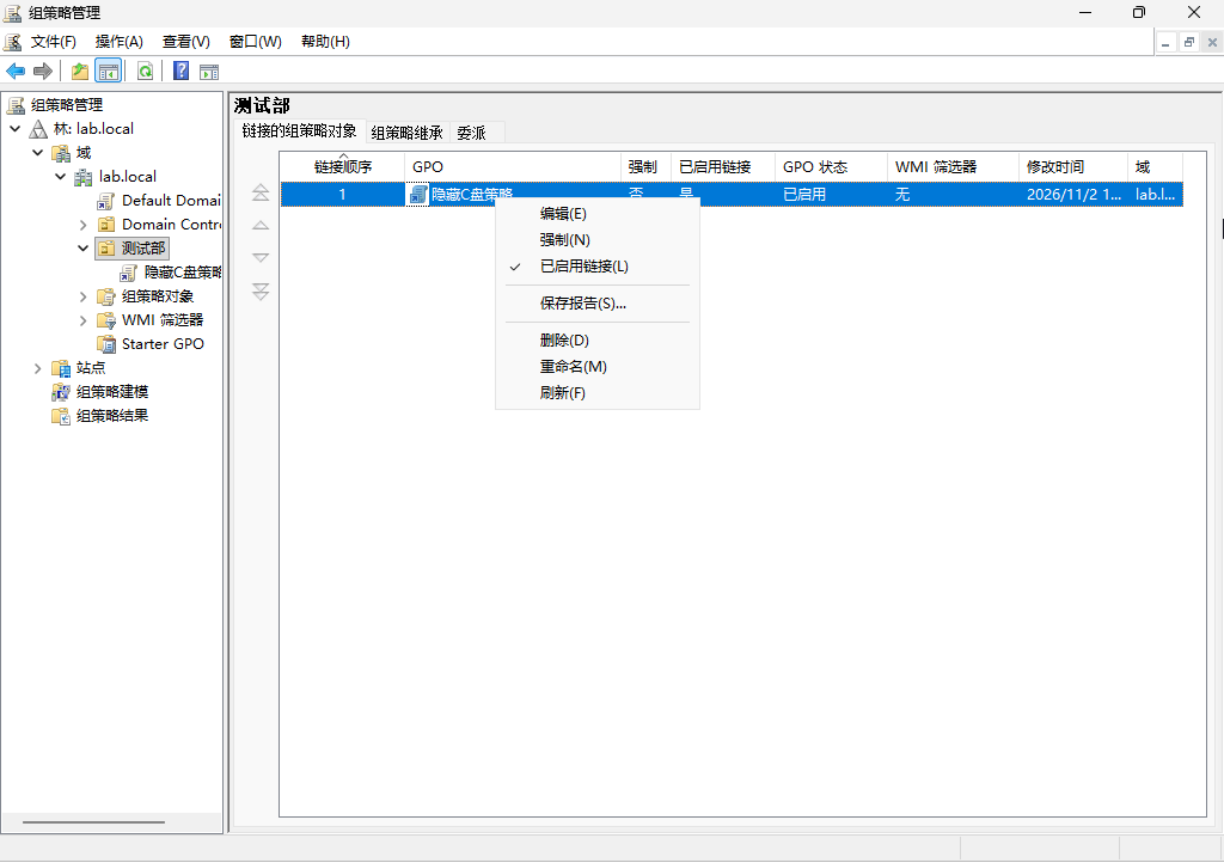 组策略管理
文件(F) 操作(A) 查看(V) 窗口(W) 帮助(H)
组策略管理
林: lab.local
域
lab.local
Default Domai
Domain Contr
测试部
隐藏C盘策略
组策略对象
WMI 筛选器
Starter GPO
站点
组策略建模
组策略结果
测试部
链接的组策略对象 组策略继承 委派
链接顺序 GPO 强制 已启用链接 GPO 状态 WMI 筛选器 修改时间 域
1 隐藏C盘策略 否 是 已启用 无 2026/11/2 1... lab.l...
编辑(E)
强制(N)
已启用链接(L)
保存报告(S)...
删除(D)
重命名(M)
刷新(F)